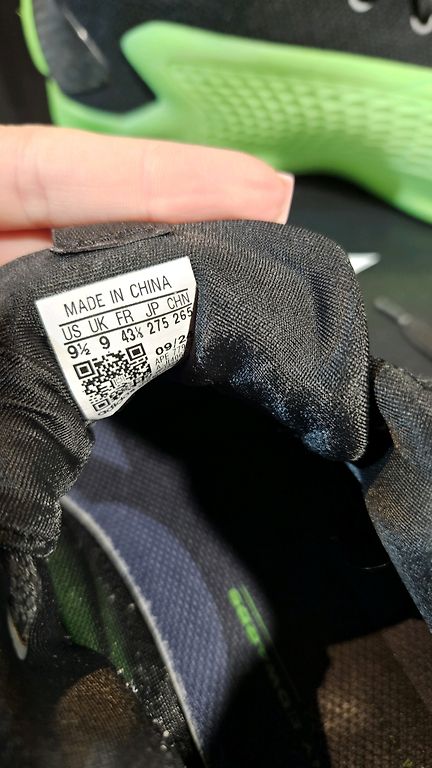 MADE IN CHINA
US UK FR JP CHN
9½ 9 43⅓ 275 265
09/2